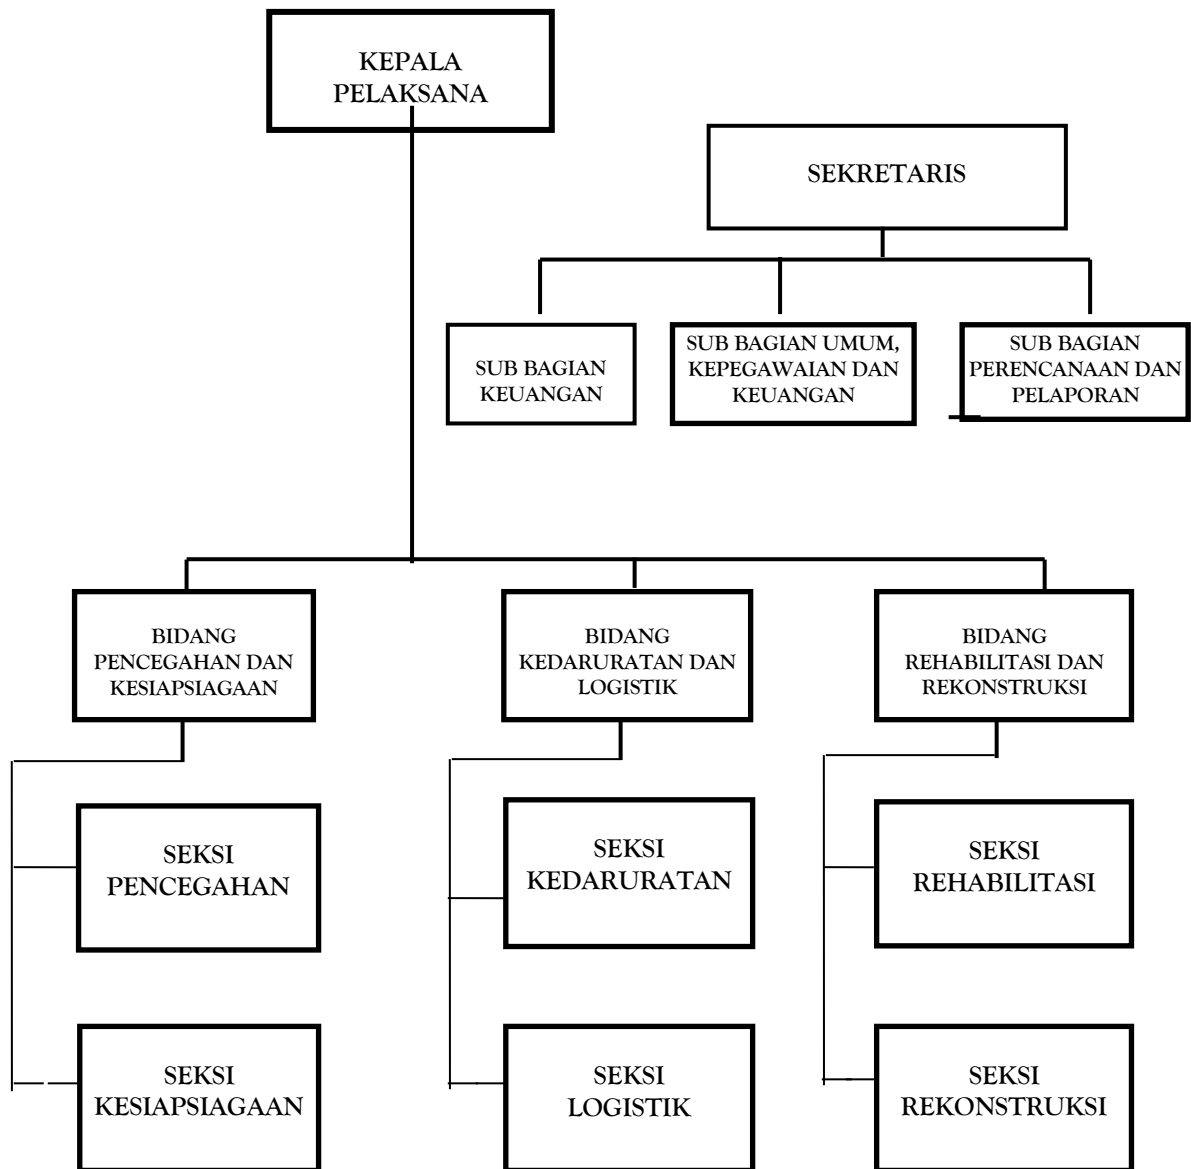 KEPALA
PELAKSANA
SEKRETARIS
SUB BAGIAN
KEUANGAN
SUB BAGIAN UMUM,
KEPEGAWAIAN DAN
KEUANGAN
SUB BAGIAN
PERENCANAAN DAN
PELAPORAN
BIDANG
PENCEGAHAN DAN
KESIAPSIAGAAN
BIDANG
KEDARURATAN DAN
LOGISTIK
BIDANG
REHABILITASI DAN
REKONSTRUKSI
SEKSI
PENCEGAHAN
SEKSI
KEDARURATAN
SEKSI
REHABILITASI
SEKSI
KESIAPSIAGAAN
SEKSI
LOGISTIK
SEKSI
REKONSTRUKSI